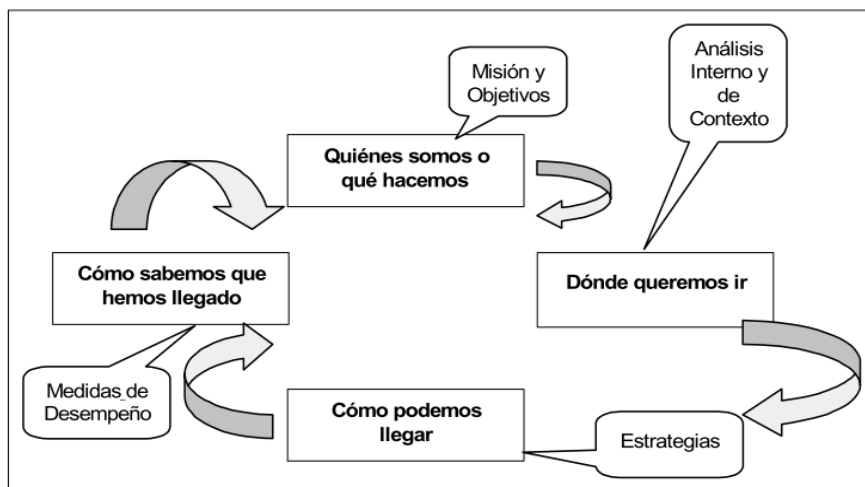 Misión y
Objetivos
Análisis
Interno y
de
Contexto
Quiénes somos o
qué hacemos
Cómo sabemos que
hemos llegado
Dónde queremos ir
Medidas de
Desempeño
Cómo podemos
llegar
Estrategias